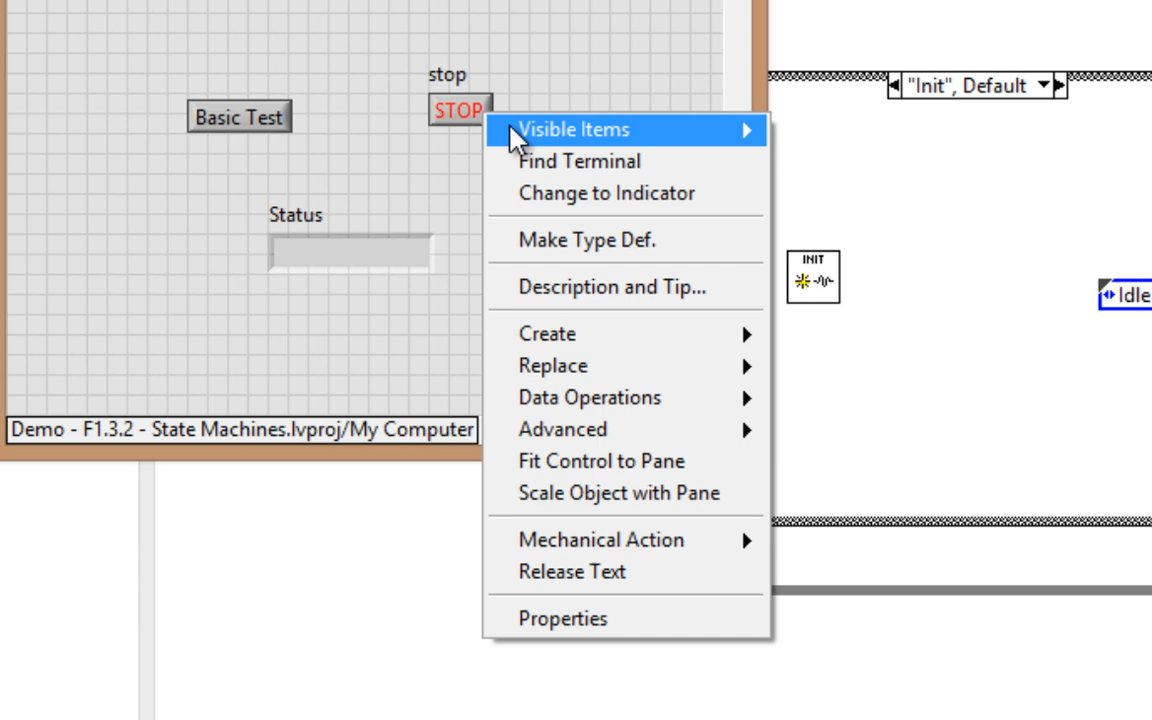 stop
"Init", Default
Basic Test
STOP
Visible Items
Find Terminal
Change to Indicator
Status
Make Type Def.
INIT
Description and Tip...
Idle
Create
Replace
Data Operations
Advanced
Demo - F1.3.2 - State Machines.lvproj/My Computer
Fit Control to Pane
Scale Object with Pane
Mechanical Action
Release Text
Properties